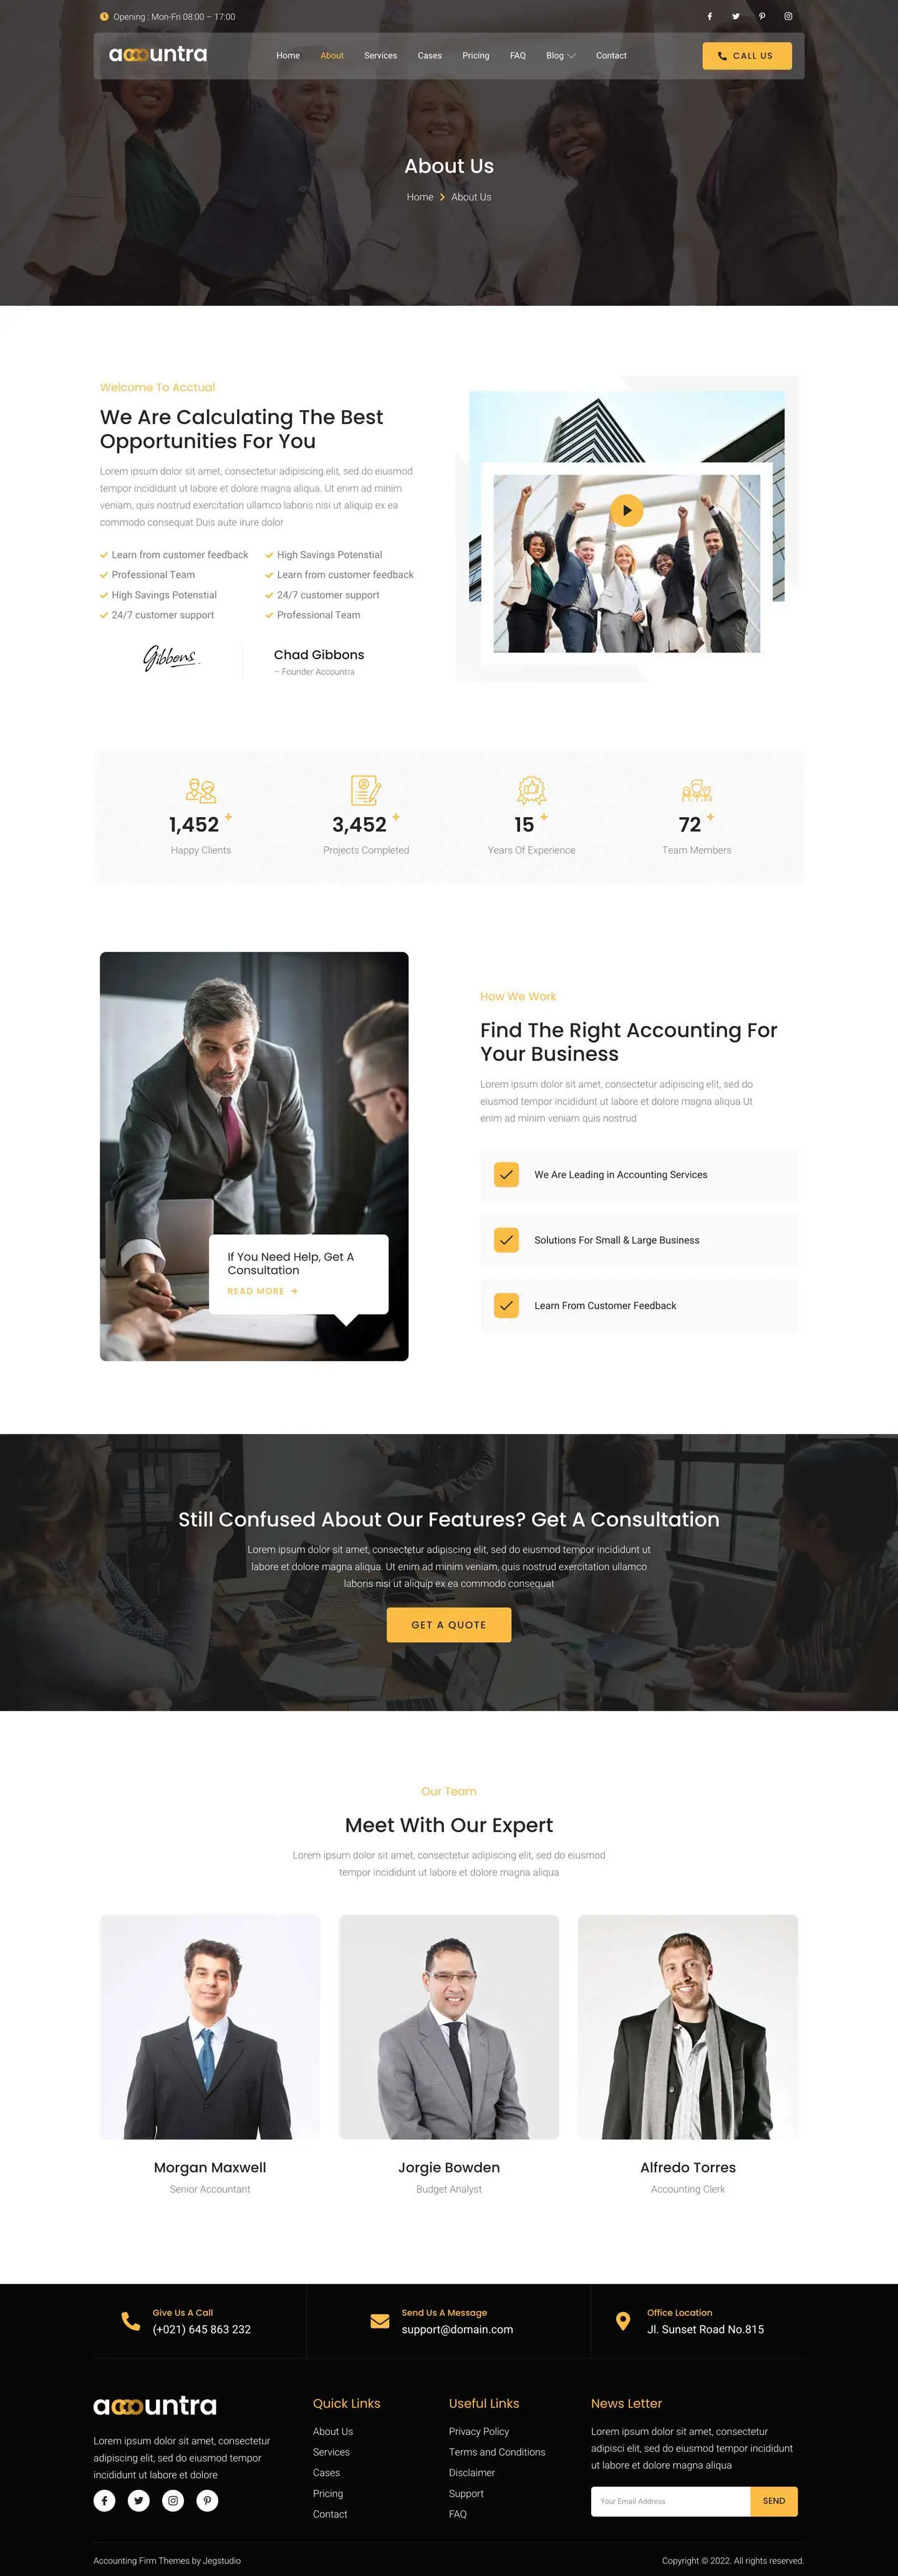 Opening : Mon-Fri 08:00 – 17:00
accountra
Home About Services Cases Pricing FAQ Blog Contact
CALL US
About Us
Home About Us
Welcome To Acctual
We Are Calculating The Best
Opportunities For You
Lorem ipsum dolor sit amet, consectetur adipiscing elit, sed do eiusmod
tempor incididunt ut labore et dolore magna aliqua. Ut enim ad minim
veniam, quis nostrud exercitation ullamco laboris nisi ut aliquip ex ea
commodo consequat Duis aute irure dolor
Learn from customer feedback
Professional Team
High Savings Potenstial
24/7 customer support
High Savings Potenstial
Learn from customer feedback
24/7 customer support
Professional Team
Gibbons
Chad Gibbons
– Founder Accountra
1,452 +
Happy Clients
3,452 +
Projects Completed
15 +
Years Of Experience
72 +
Team Members
If You Need Help, Get A
Consultation
READ MORE
How We Work
Find The Right Accounting For
Your Business
Lorem ipsum dolor sit amet, consectetur adipiscing elit, sed do
eiusmod tempor incididunt ut labore et dolore magna aliqua Ut
enim ad minim veniam quis nostrud
We Are Leading in Accounting Services
Solutions For Small & Large Business
Learn From Customer Feedback
Still Confused About Our Features? Get A Consultation
Lorem ipsum dolor sit amet, consectetur adipiscing elit, sed do eiusmod tempor incididunt ut
labore et dolore magna aliqua. Ut enim ad minim veniam, quis nostrud exercitation ullamco
laboris nisi ut aliquip ex ea commodo consequat
GET A QUOTE
Our Team
Meet With Our Expert
Lorem ipsum dolor sit amet, consectetur adipiscing elit, sed do eiusmod
tempor incididunt ut labore et dolore magna aliqua
Morgan Maxwell
Senior Accountant
Jorgie Bowden
Budget Analyst
Alfredo Torres
Accounting Clerk
Give Us A Call
(+021) 645 863 232
Send Us A Message
support@domain.com
Office Location
Jl. Sunset Road No.815
accountra
Lorem ipsum dolor sit amet, consectetur
adipiscing elit, sed do eiusmod tempor
incididunt ut labore et dolore
Quick Links
About Us
Services
Cases
Pricing
Contact
Useful Links
Privacy Policy
Terms and Conditions
Disclaimer
Support
FAQ
News Letter
Lorem ipsum dolor sit amet, consectetur
adipisci elit, sed do eiusmod tempor incididunt
ut labore et dolore magna aliqua
Your Email Address
SEND
Accounting Firm Themes by Jegstudio
Copyright © 2022. All rights reserved.